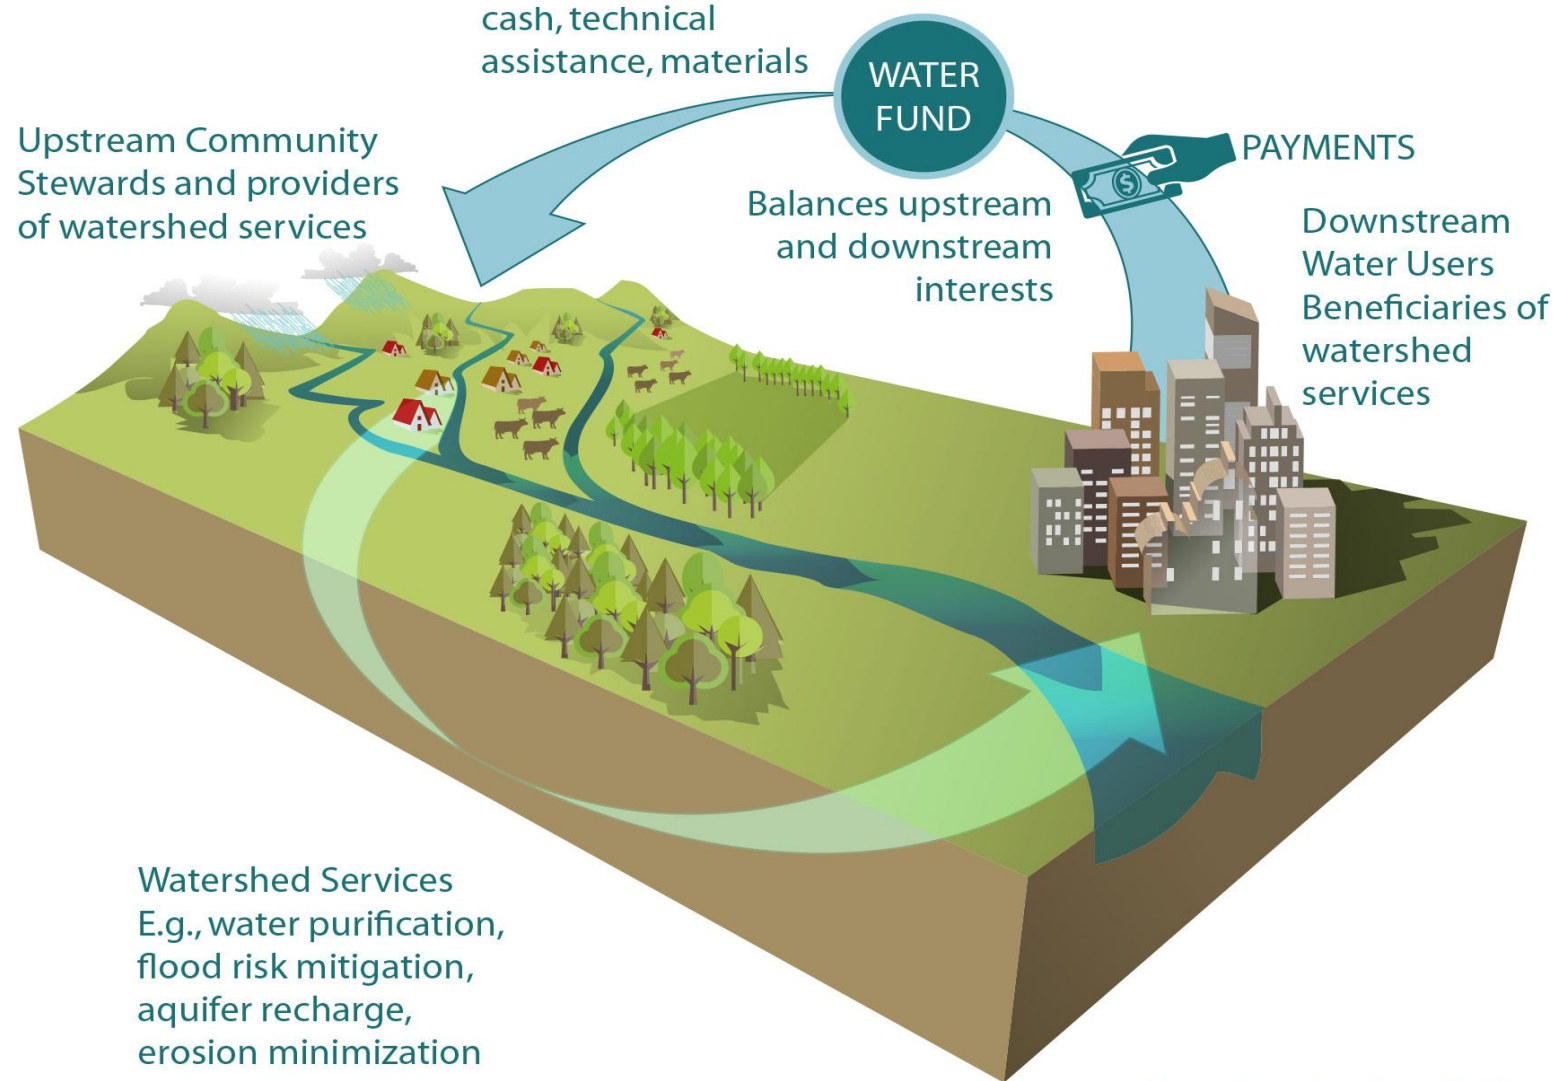 cash, technical
assistance, materials
WATER
FUND
PAYMENTS
Upstream Community
Stewards and providers
of watershed services
Balances upstream
and downstream
interests
Downstream
Water Users
Beneficiaries of
watershed
services
Watershed Services
E.g., water purification,
flood risk mitigation,
aquifer recharge,
erosion minimization